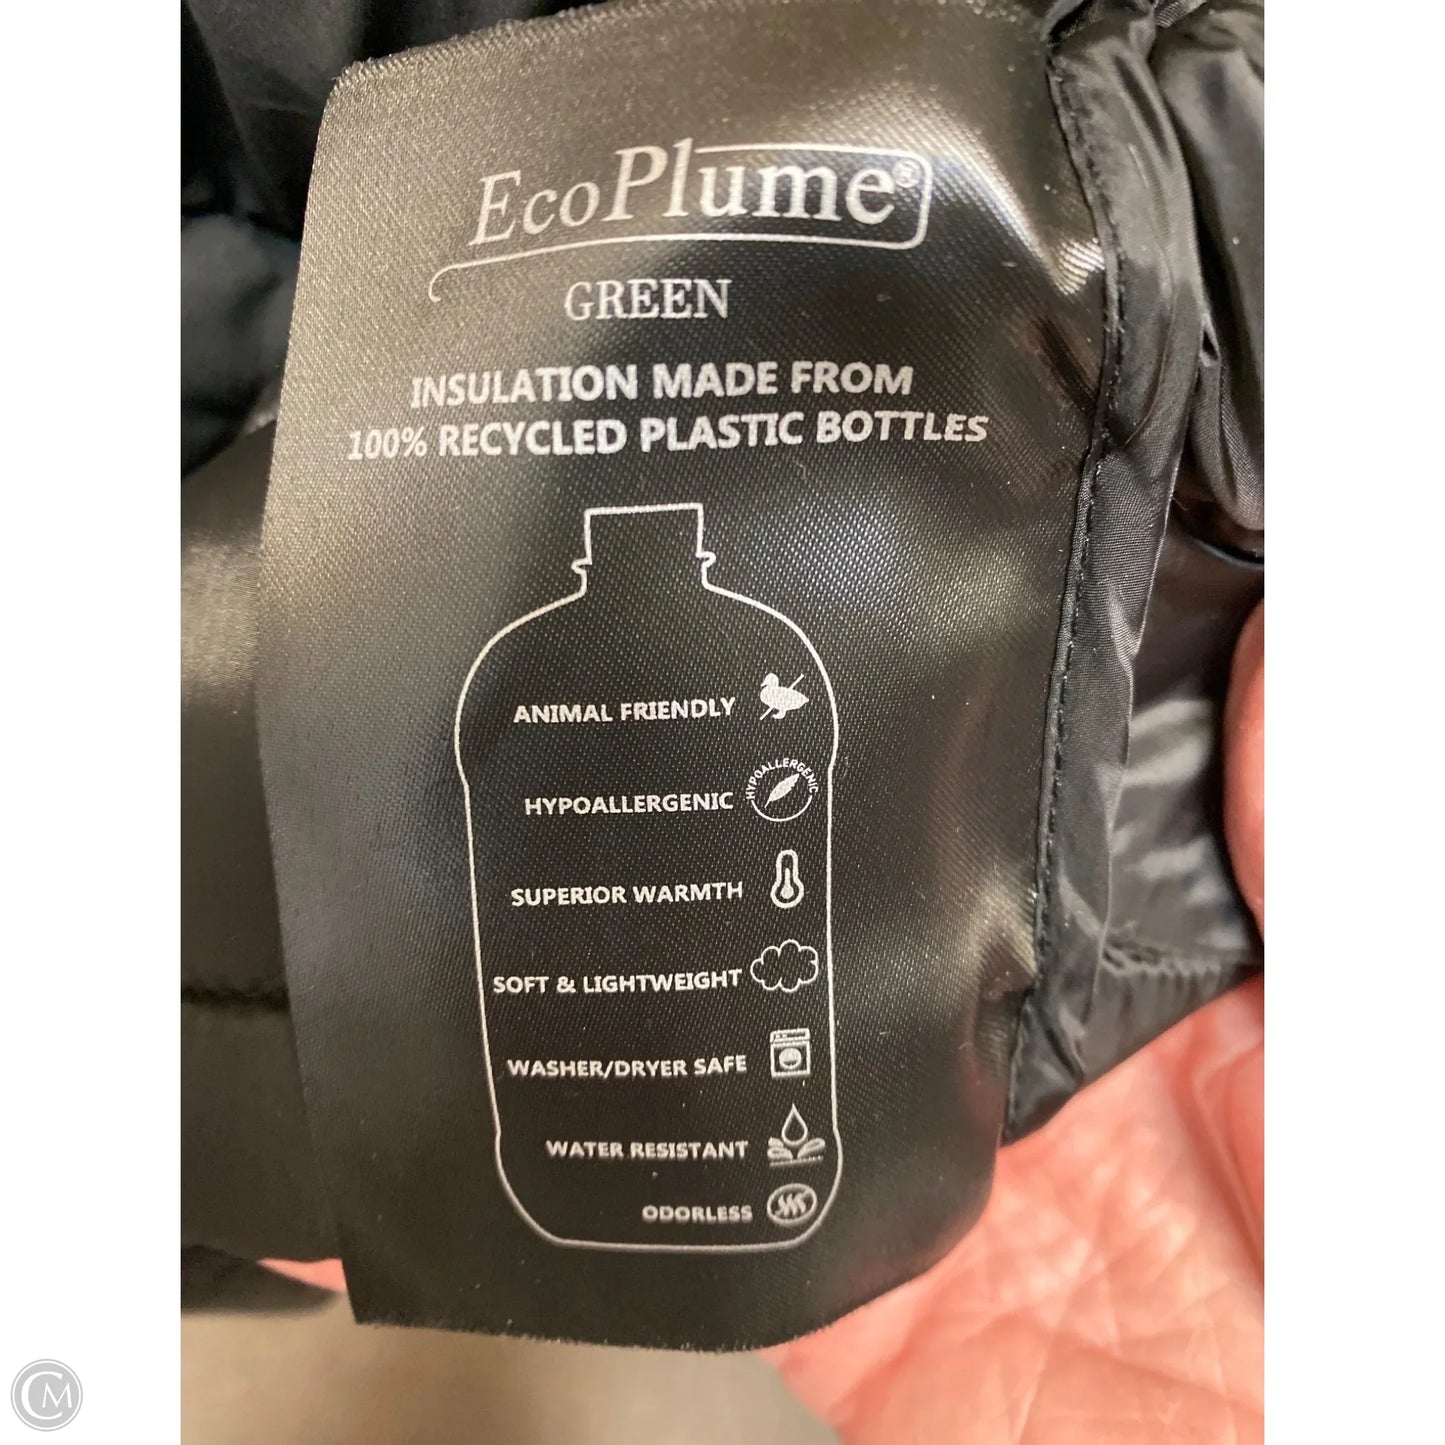 EcoPlume®
GREEN
INSULATION MADE FROM
100% RECYCLED PLASTIC BOTTLES
ANIMAL FRIENDLY
HYPOALLERGENIC
HYPOALLERGENIC
SUPERIOR WARMTH
SOFT & LIGHTWEIGHT
WASHER/DRYER SAFE
WATER RESISTANT
ODORLESS
CM